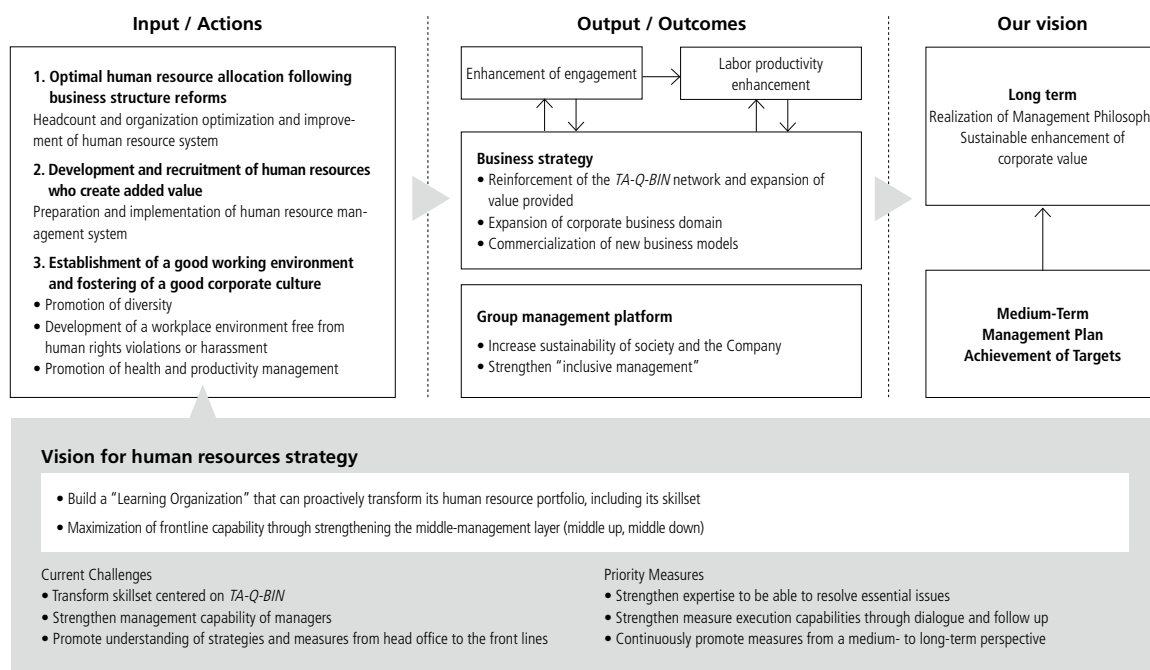 Input / Actions
1. Optimal human resource allocation following
business structure reforms
Headcount and organization optimization and improve-
ment of human resource system
2. Development and recruitment of human resources
who create added value
Preparation and implementation of human resource man-
agement system
3. Establishment of a good working environment
and fostering of a good corporate culture
• Promotion of diversity
• Development of a workplace environment free from
human rights violations or harassment
• Promotion of health and productivity management
Output / Outcomes
Enhancement of engagement
Labor productivity
enhancement
Business strategy
• Reinforcement of the TA-Q-BIN network and expansion of
value provided
• Expansion of corporate business domain
• Commercialization of new business models
Group management platform
• Increase sustainability of society and the Company
• Strengthen “inclusive management”
Our vision
Long term
Realization of Management Philosoph
Sustainable enhancement of
corporate value
Medium-Term
Management Plan
Achievement of Targets
Vision for human resources strategy
• Build a “Learning Organization” that can proactively transform its human resource portfolio, including its skillset
• Maximization of frontline capability through strengthening the middle-management layer (middle up, middle down)
Current Challenges
• Transform skillset centered on TA-Q-BIN
• Strengthen management capability of managers
• Promote understanding of strategies and measures from head office to the front lines
Priority Measures
• Strengthen expertise to be able to resolve essential issues
• Strengthen measure execution capabilities through dialogue and follow up
• Continuously promote measures from a medium- to long-term perspective